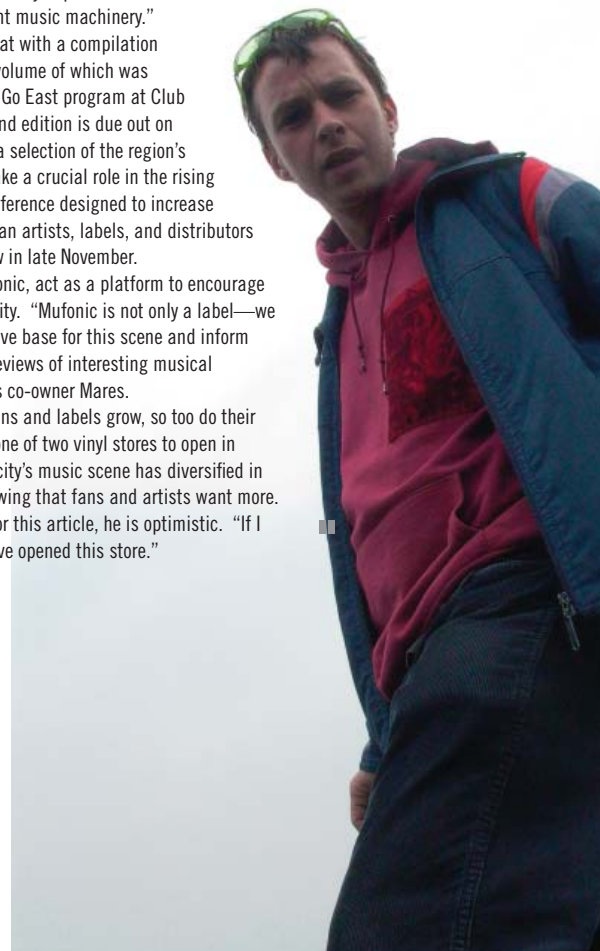 nt music machinery.”
at with a compilation
volume of which was
Go East program at Club
nd edition is due out on
a selection of the region’s
ke a crucial role in the rising
ference designed to increase
an artists, labels, and distributors
w in late November.
onic, act as a platform to encourage
ity. “Mufonic is not only a label—we
ve base for this scene and inform
eviews of interesting musical
s co-owner Mares.
ns and labels grow, so too do their
one of two vinyl stores to open in
city’s music scene has diversified in
wing that fans and artists want more.
or this article, he is optimistic. “If I
ve opened this store.”